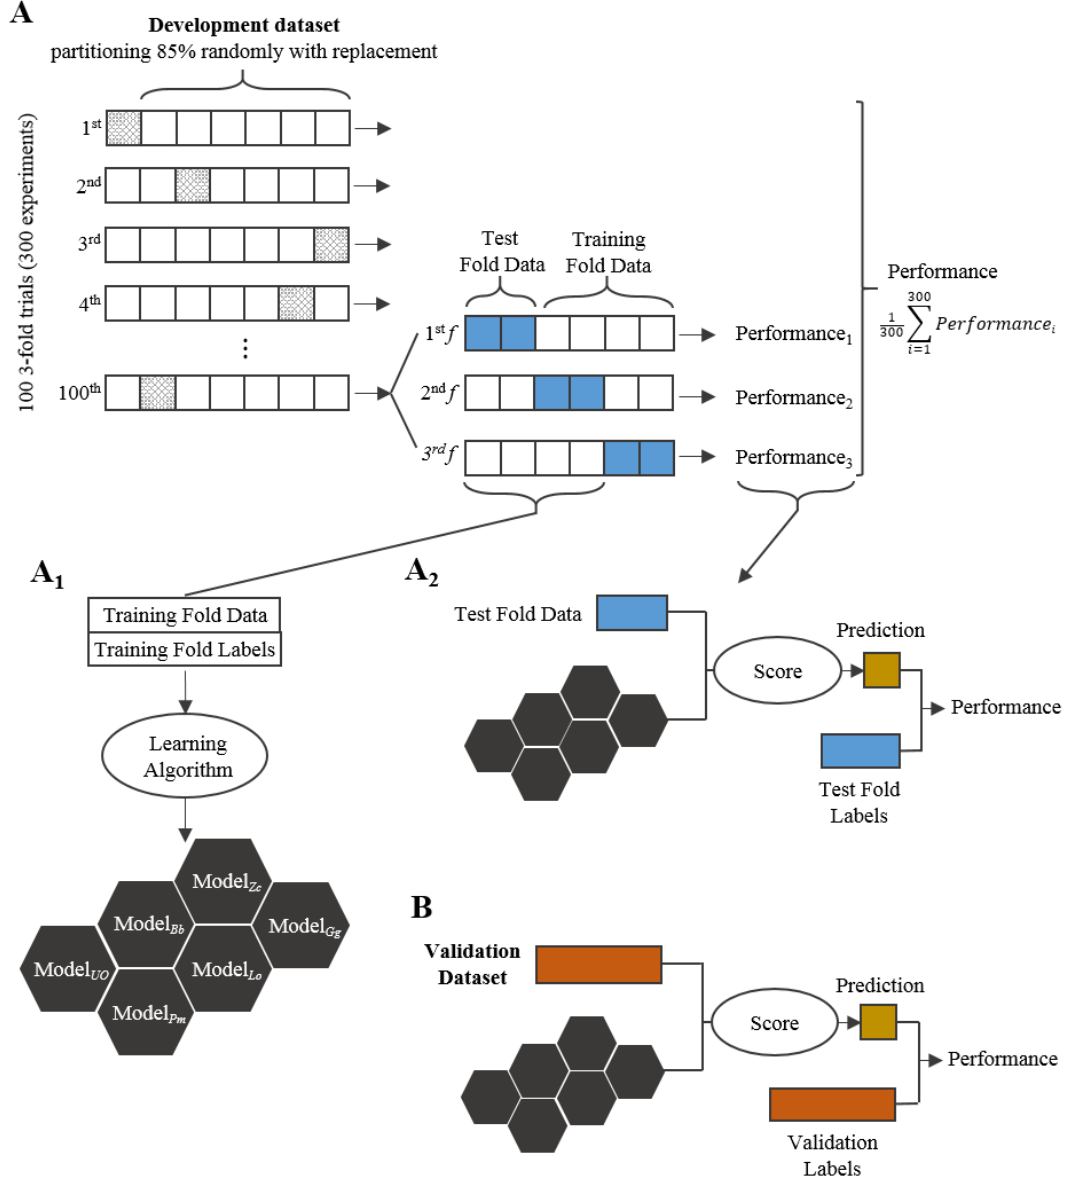 A
Development dataset
partitioning 85% randomly with replacement
100 3-fold trials (300 experiments)
1st
2nd
3rd
4th
⋮
100th
Test
Fold Data
Training
Fold Data
1st f
2nd f
3rd f
Performance1
Performance2
Performance3
Performance
1/300 ∑ i=1 300 Performancei
A1
Training Fold Data
Training Fold Labels
Learning
Algorithm
ModelZc
ModelBb
ModelGg
ModelUO
ModelLo
ModelPm
A2
Test Fold Data
Score
Prediction
Performance
Test Fold
Labels
B
Validation
Dataset
Score
Prediction
Performance
Validation
Labels